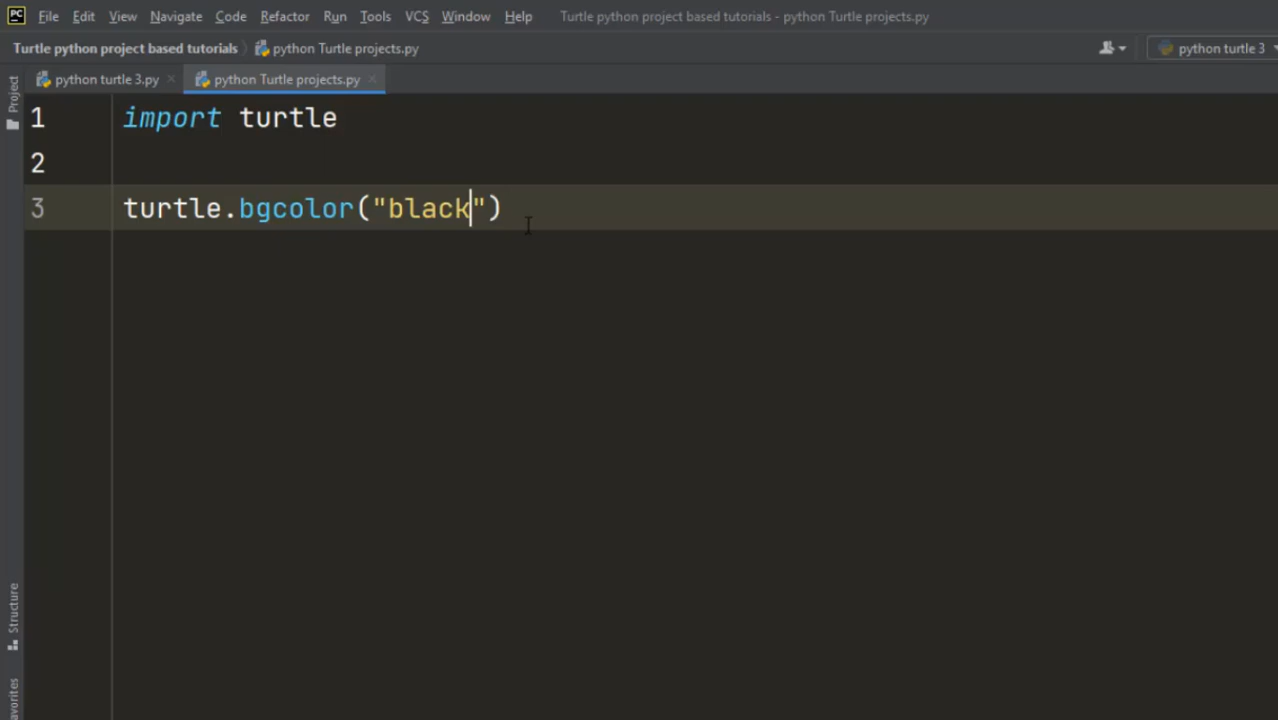 PC File Edit View Navigate Code Refactor Run Tools VCS Window Help Turtle python project based tutorials - python Turtle projects.py
Turtle python project based tutorials python Turtle projects.py python turtle 3
python turtle 3.py python Turtle projects.py
Project
1 import turtle
2
3 turtle.bgcolor("black")
Structure
avorites